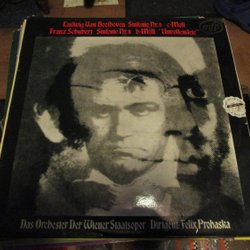 Ludwig Van Beethoven Sinfonie Nr.5 c-Moll
Franz Schubert Sinfonie Nr.8 h-Moll "Unvollendete"
mfp
Das Orchester Der Wiener Staatsoper Dirigent: Felix Prohaska